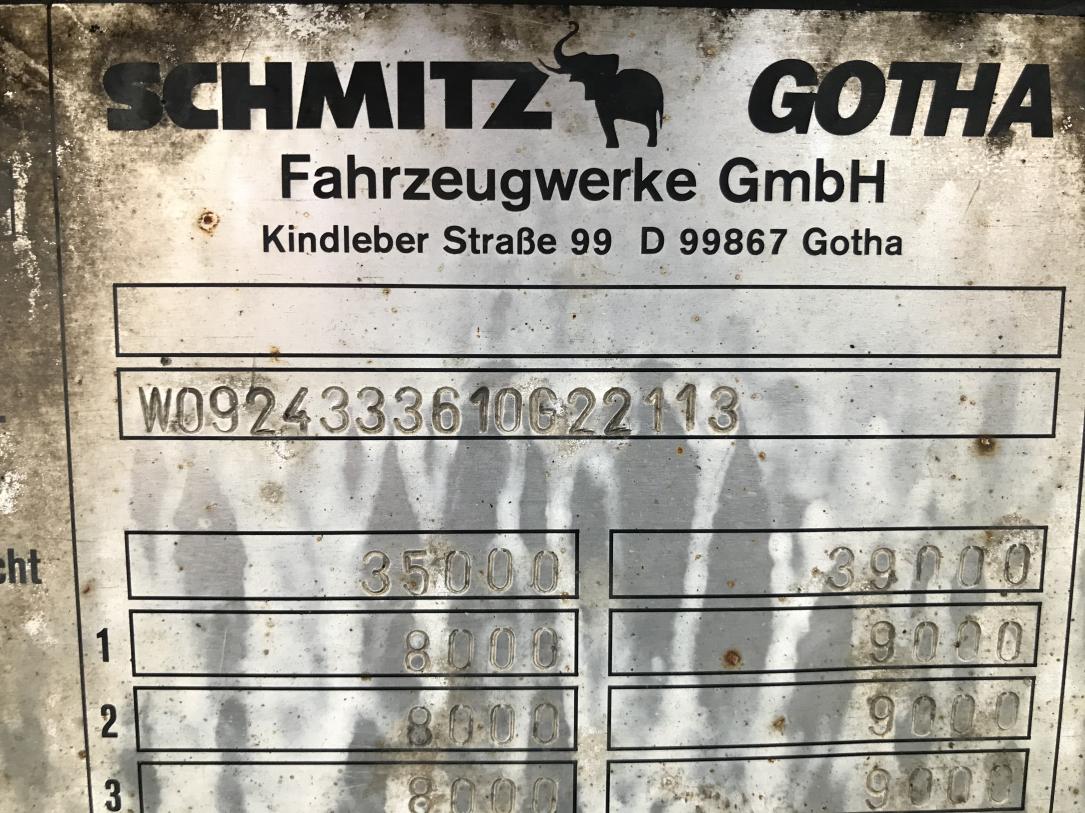 SCHMITZ GOTHA
Fahrzeugwerke GmbH
Kindleber Straße 99 D 99867 Gotha
W0924333610G22113
cht 35000 39000
1 8000 9000
2 8000 9000
3 8000 9000